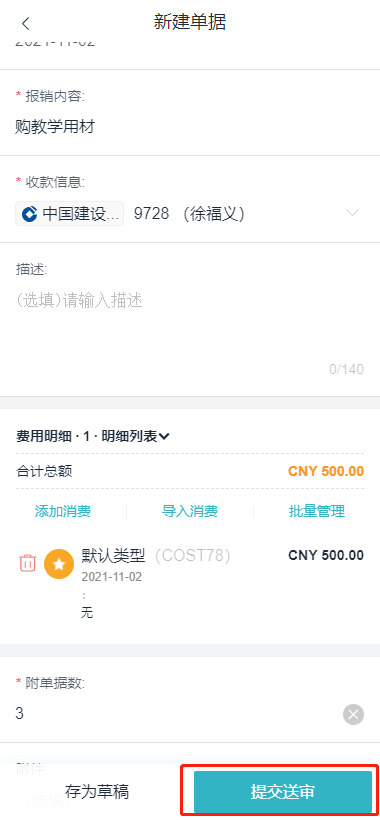 新建单据
2021-11-02
* 报销内容:
购教学用材
* 收款信息:
中国建设... 9728 (徐福义)
描述:
(选填)请输入描述
0/140
费用明细 · 1 · 明细列表
合计总额 CNY 500.00
添加消费 导入消费 批量管理
默认类型 (COST78) CNY 500.00
2021-11-02
:
无
* 附单据数:
3
附件:
存为草稿 提交送审